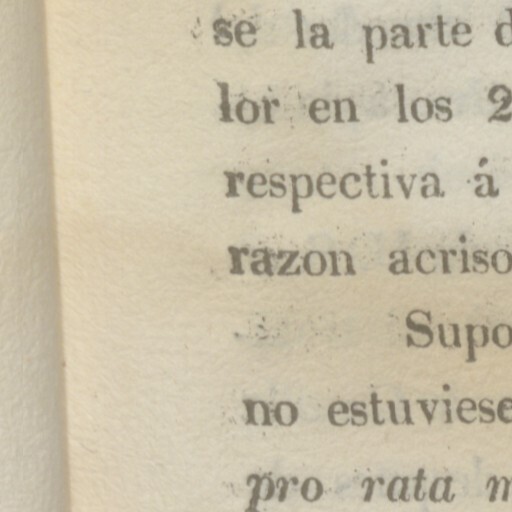 se la parte
lor en los 2
respectiva á
razon acriso
Supo
no estuviese
pro rata